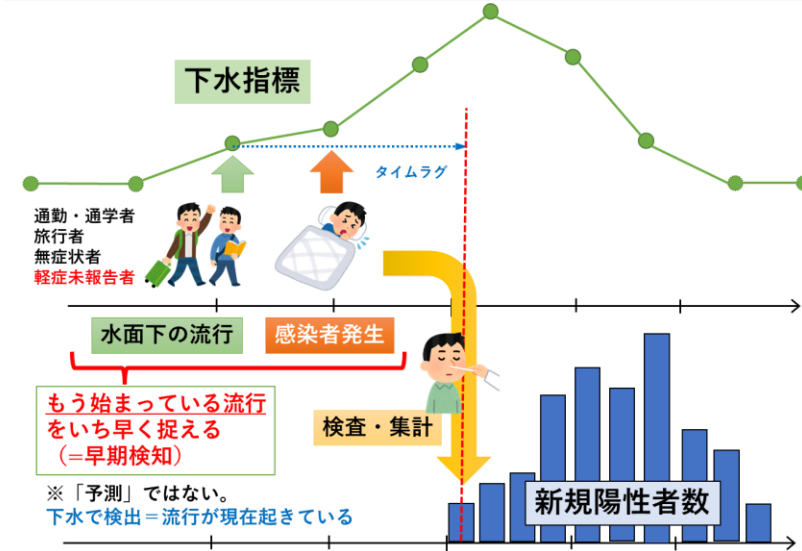 下水指標
タイムラグ
通勤・通学者
旅行者
無症状者
軽症未報告者
水面下の流行
感染者発生
もう始まっている流行
をいち早く捉える
(=早期検知)
検査・集計
※「予測」ではない。
下水で検出＝流行が現在起きている
新規陽性者数